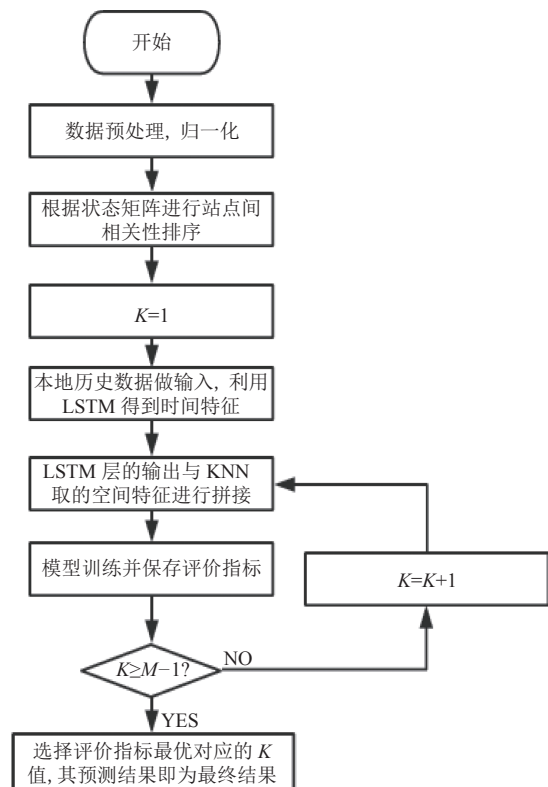 开始
数据预处理, 归一化
根据状态矩阵进行站点间
相关性排序
K=1
本地历史数据做输入, 利用
LSTM 得到时间特征
LSTM 层的输出与 KNN
取的空间特征进行拼接
模型训练并保存评价指标
K=K+1
K≥M−1?
NO
YES
选择评价指标最优对应的 K
值, 其预测结果即为最终结果